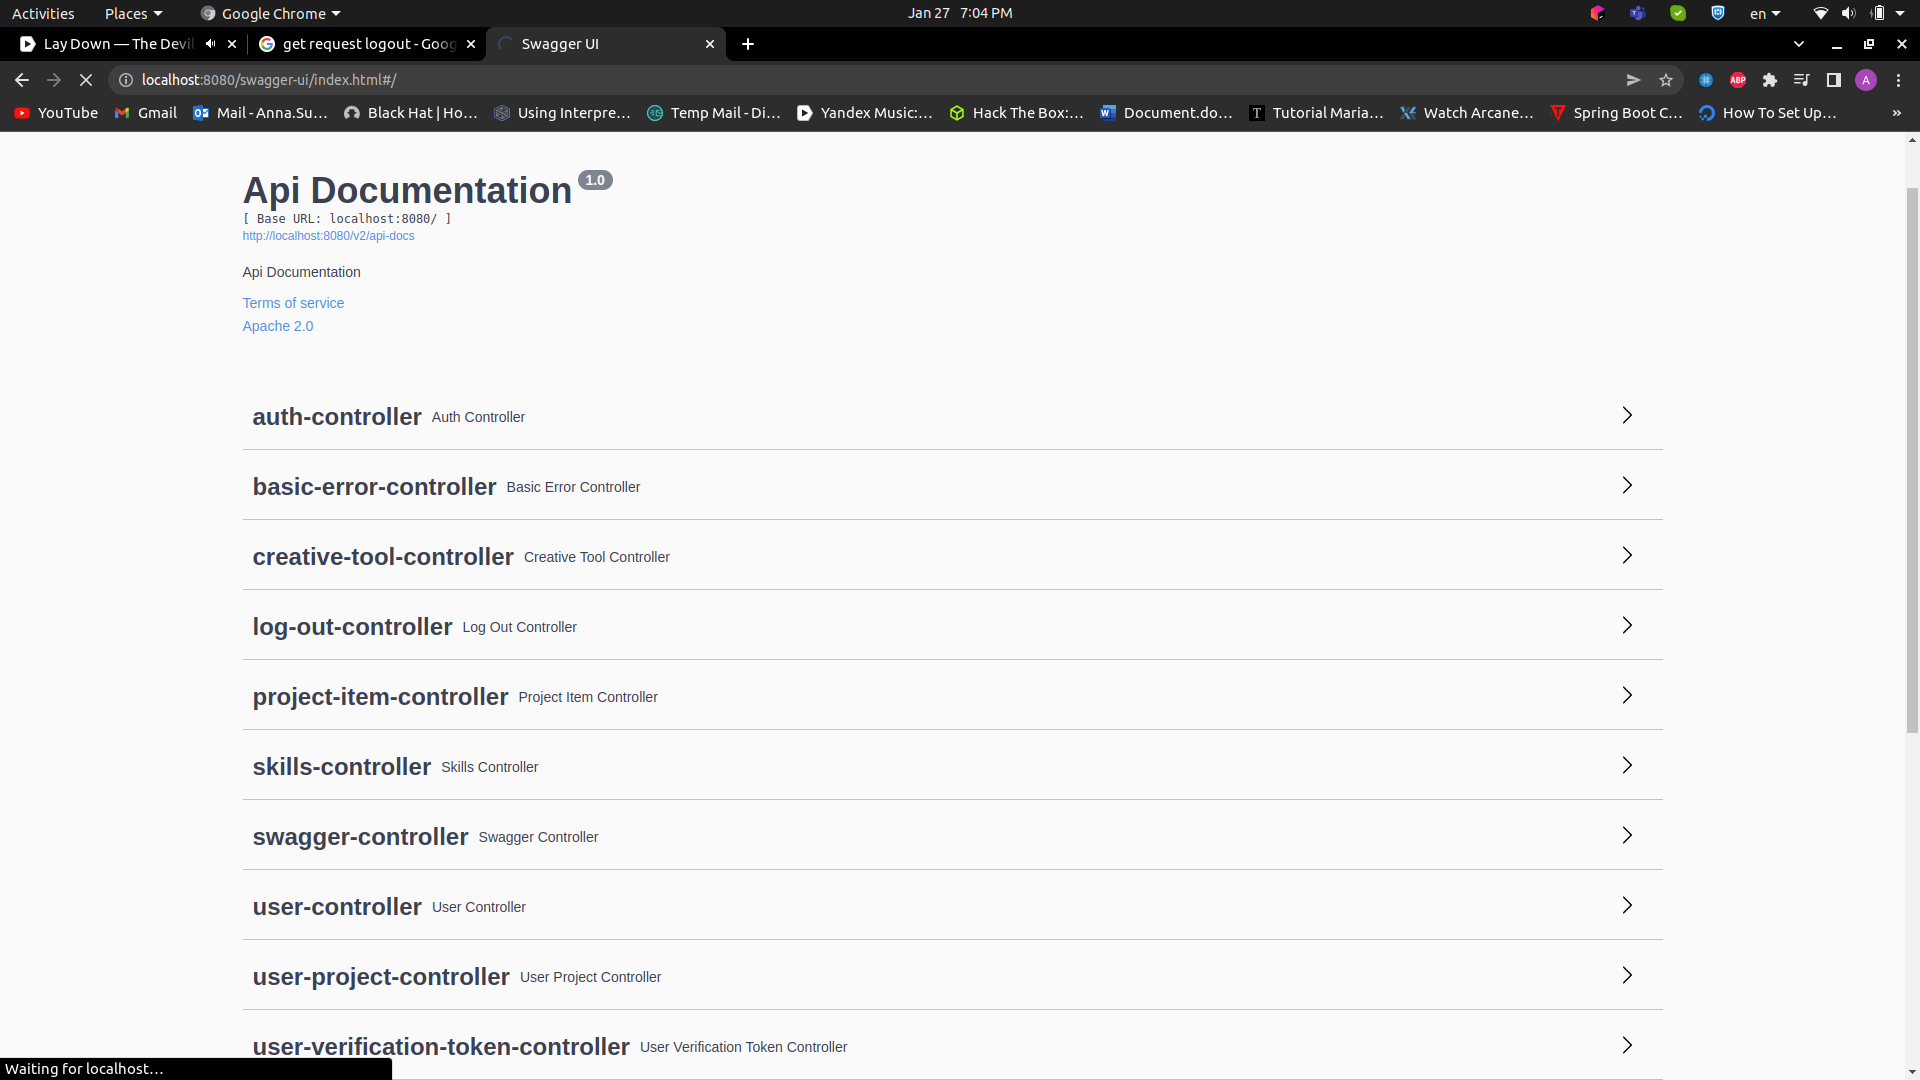 Activities Places Google Chrome Jan 27 7:04 PM en
Lay Down — The Devil get request logout - Goog Swagger UI
localhost:8080/swagger-ui/index.html#/ ABP A
YouTube Gmail Mail - Anna.Su... Black Hat | Ho... Using Interpre... Temp Mail - Di... Yandex Music:... Hack The Box:... Document.do... T Tutorial Maria... Watch Arcane... Spring Boot C... How To Set Up... »
Api Documentation 1.0
[ Base URL: localhost:8080/ ]
http://localhost:8080/v2/api-docs
Api Documentation
Terms of service
Apache 2.0
auth-controller Auth Controller
basic-error-controller Basic Error Controller
creative-tool-controller Creative Tool Controller
log-out-controller Log Out Controller
project-item-controller Project Item Controller
skills-controller Skills Controller
swagger-controller Swagger Controller
user-controller User Controller
user-project-controller User Project Controller
user-verification-token-controller User Verification Token Controller
Waiting for localhost...